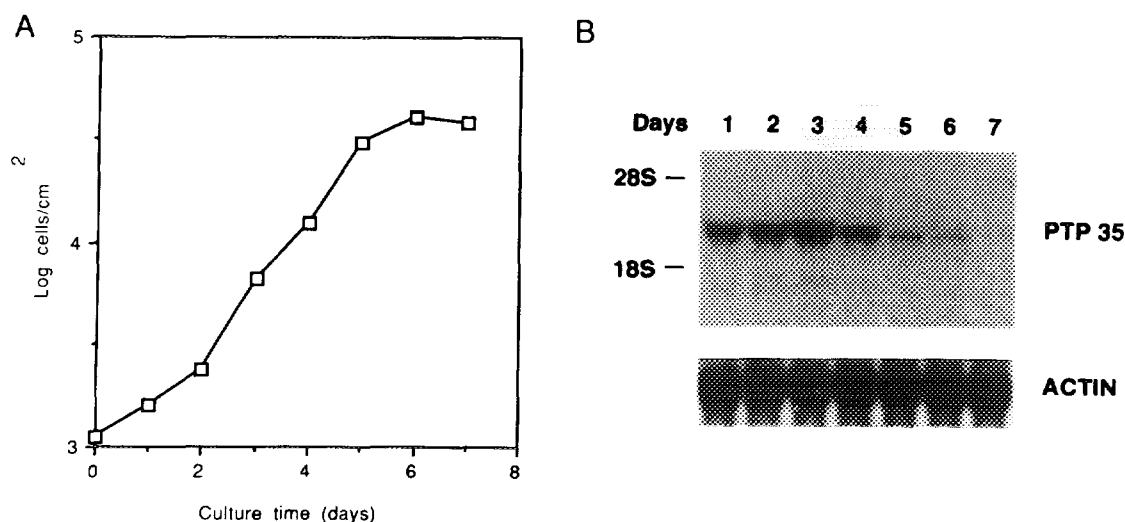 A
5
4
3
Log cells/cm 2
0 2 4 6 8
Culture time (days)
B
Days 1 2 3 4 5 6 7
28S —
PTP 35
18S —
ACTIN